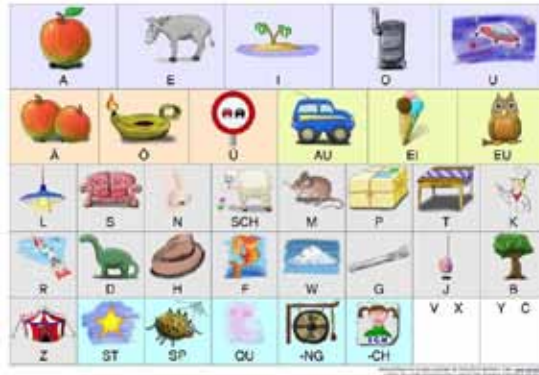 A E I O U
Ä Ö Ü AU EI EU
L S N SCH M P T K
R D H F W G J B V X Y C
Z ST SP QU -NG -CH